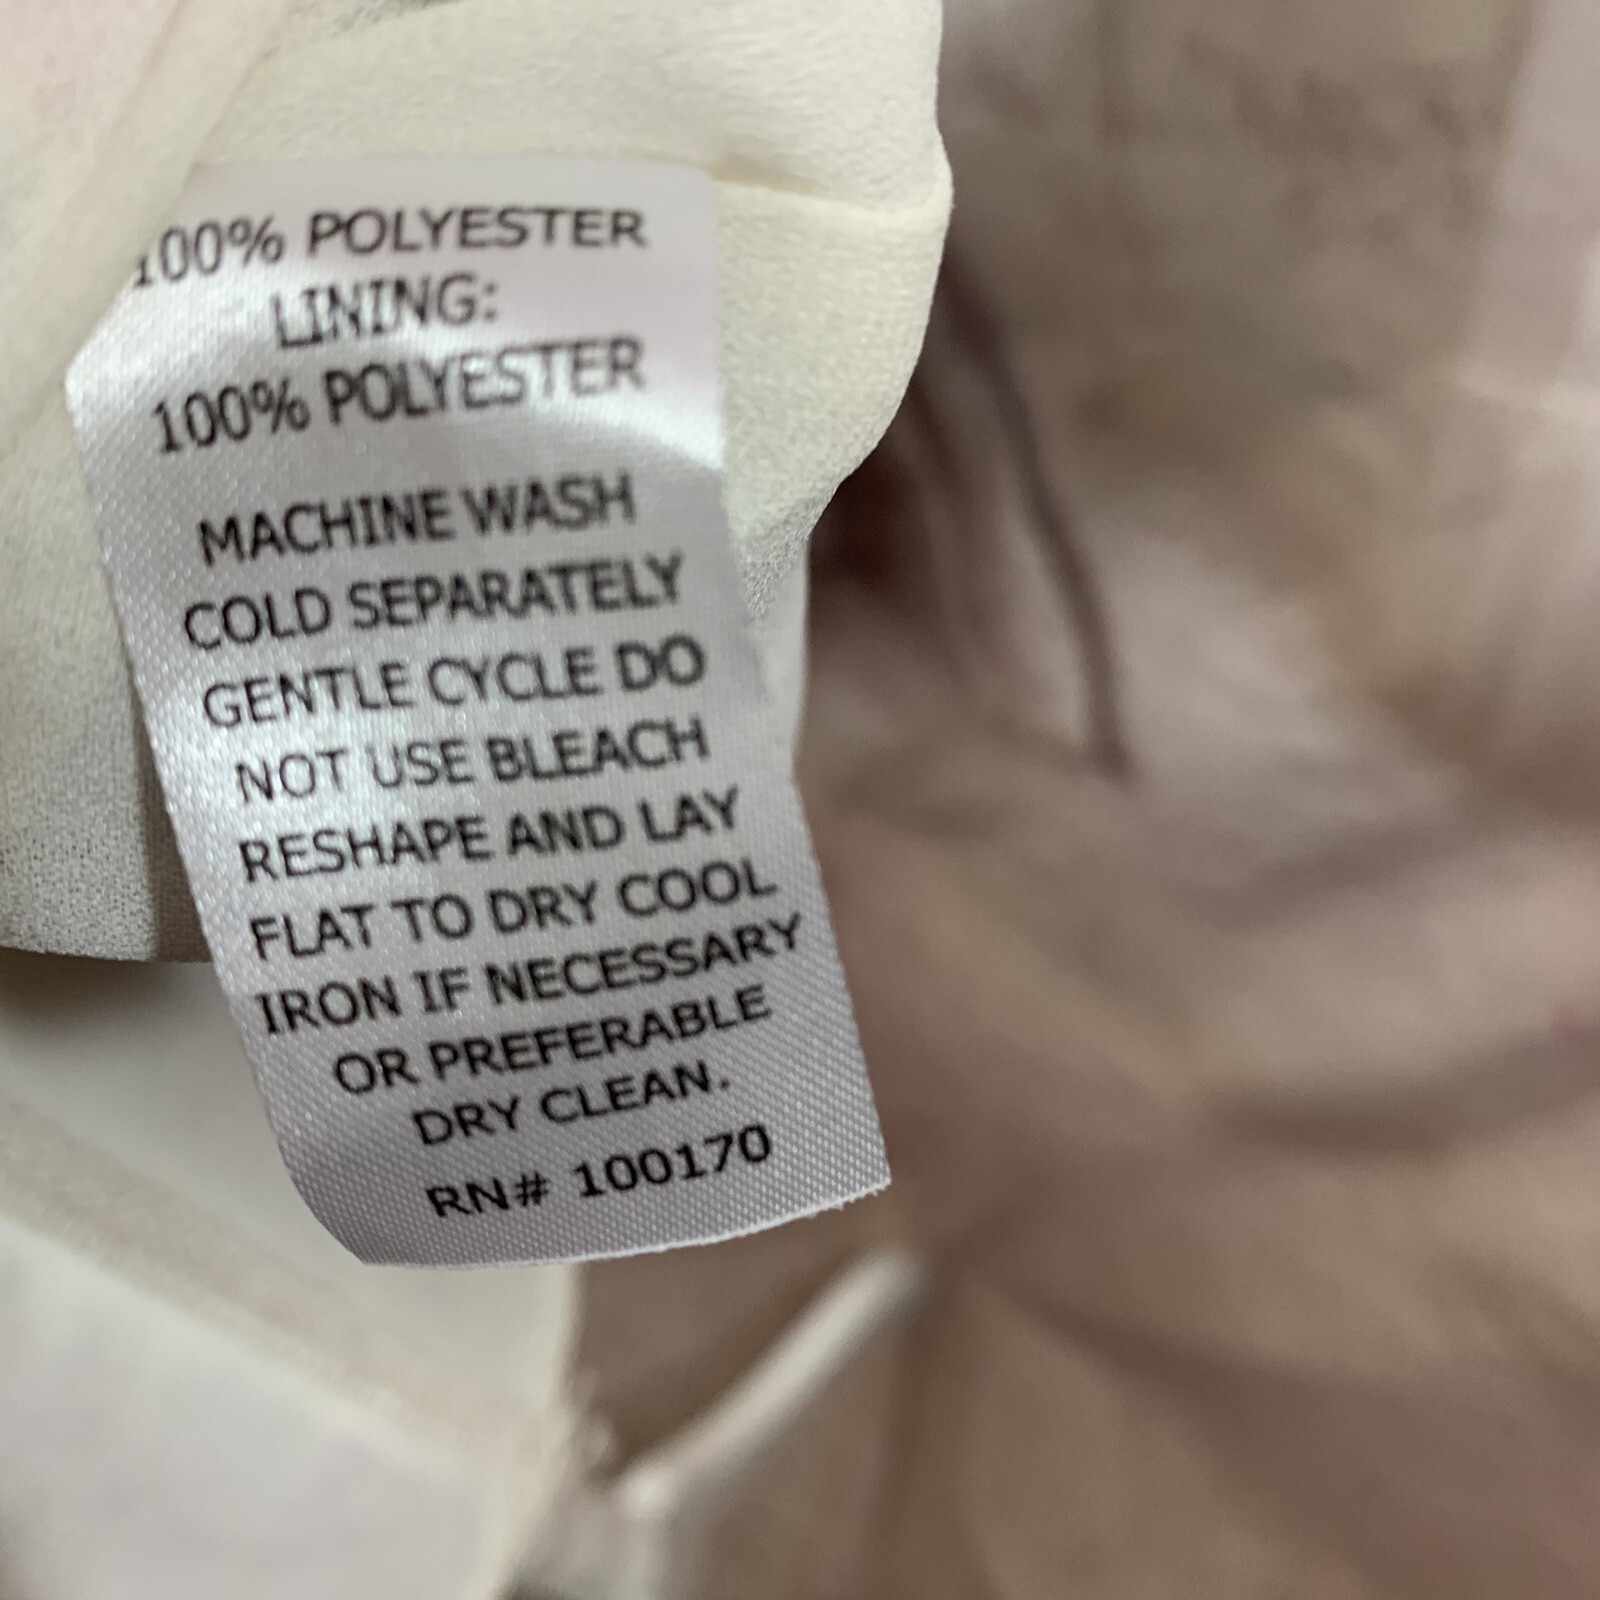 100% POLYESTER
LINING:
100% POLYESTER
MACHINE WASH
COLD SEPARATELY
GENTLE CYCLE DO
NOT USE BLEACH
RESHAPE AND LAY
FLAT TO DRY COOL
IRON IF NECESSARY
OR PREFERABLE
DRY CLEAN.
RN# 100170